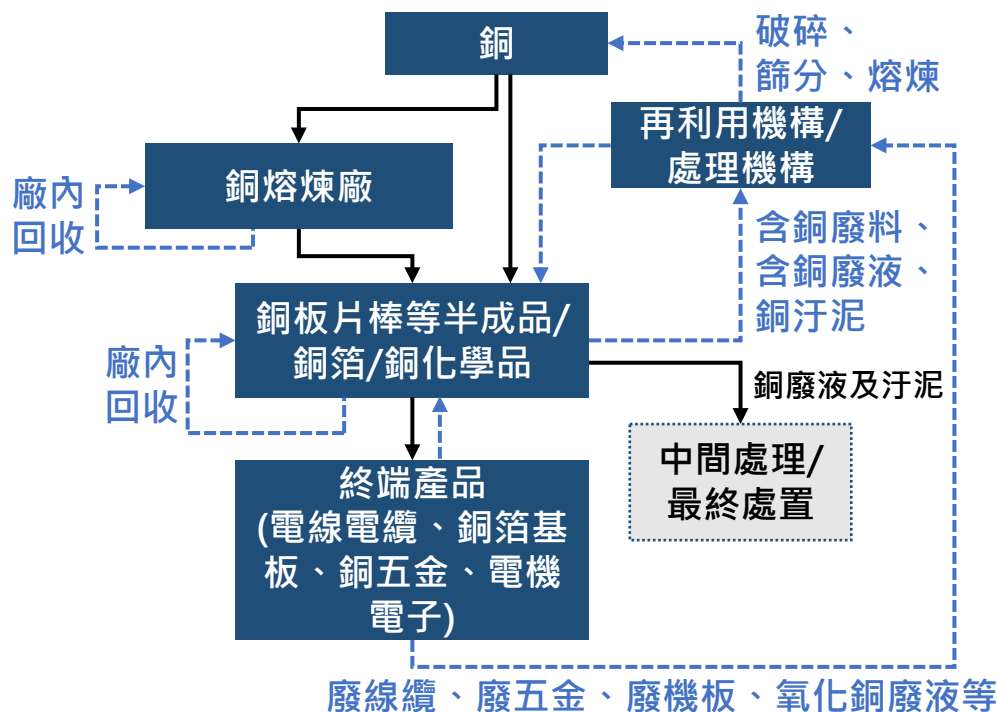 銅
破碎、
篩分、熔煉
再利用機構/
處理機構
銅熔煉廠
廠內
回收
含銅廢料、
含銅廢液、
銅汙泥
銅板片棒等半成品/
銅箔/銅化學品
廠內
回收
銅廢液及汙泥
中間處理/
最終處置
終端產品
(電線電纜、銅箔基
板、銅五金、電機
電子)
廢線纜、廢五金、廢機板、氧化銅廢液等